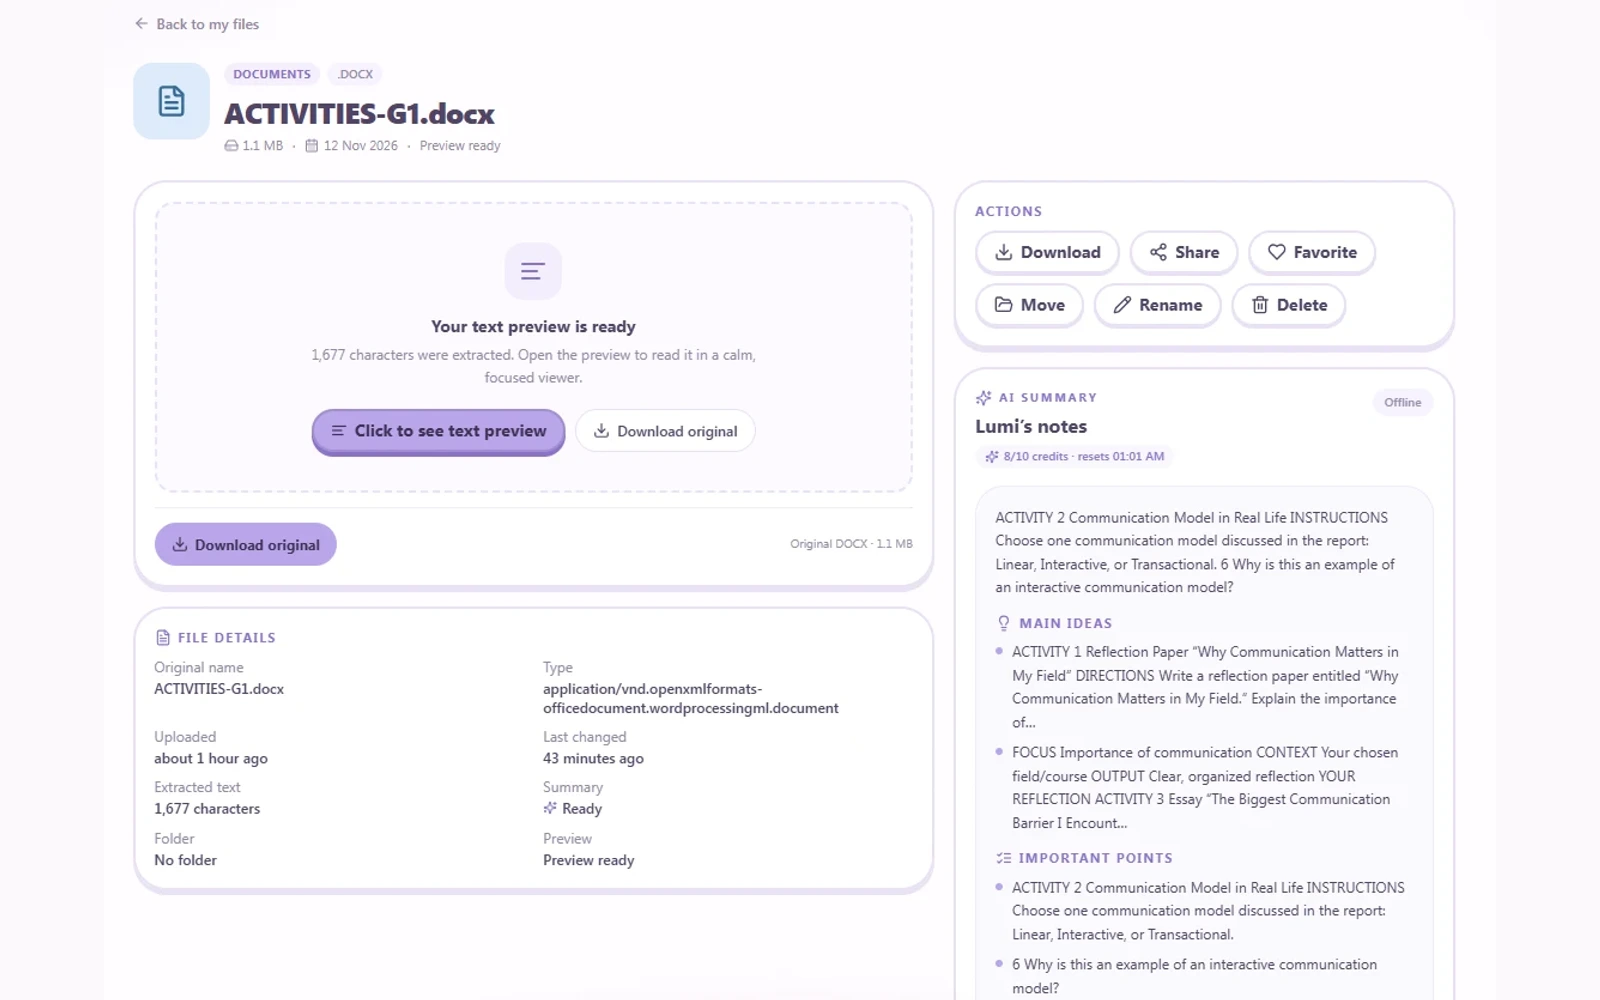 Back to my files
DOCUMENTS .DOCX
ACTIVITIES-G1.docx
1.1 MB · 12 Nov 2026 · Preview ready
Your text preview is ready
1,677 characters were extracted. Open the preview to read it in a calm,
focused viewer.
Click to see text preview Download original
Download original Original DOCX · 1.1 MB
FILE DETAILS
Original name
ACTIVITIES-G1.docx
Type
application/vnd.openxmlformats-
officedocument.wordprocessingml.document
Uploaded
about 1 hour ago
Last changed
43 minutes ago
Extracted text
1,677 characters
Summary
Ready
Folder
No folder
Preview
Preview ready
ACTIONS
Download Share Favorite
Move Rename Delete
AI SUMMARY
Offline
Lumi's notes
8/10 credits · resets 01:01 AM
ACTIVITY 2 Communication Model in Real Life INSTRUCTIONS
Choose one communication model discussed in the report:
Linear, Interactive, or Transactional. 6 Why is this an example of
an interactive communication model?
MAIN IDEAS
• ACTIVITY 1 Reflection Paper “Why Communication Matters in
My Field” DIRECTIONS Write a reflection paper entitled “Why
Communication Matters in My Field.” Explain the importance
of...
• FOCUS Importance of communication CONTEXT Your chosen
field/course OUTPUT Clear, organized reflection YOUR
REFLECTION ACTIVITY 3 Essay “The Biggest Communication
Barrier I Encount...
IMPORTANT POINTS
• ACTIVITY 2 Communication Model in Real Life INSTRUCTIONS
Choose one communication model discussed in the report:
Linear, Interactive, or Transactional.
• 6 Why is this an example of an interactive communication
model?